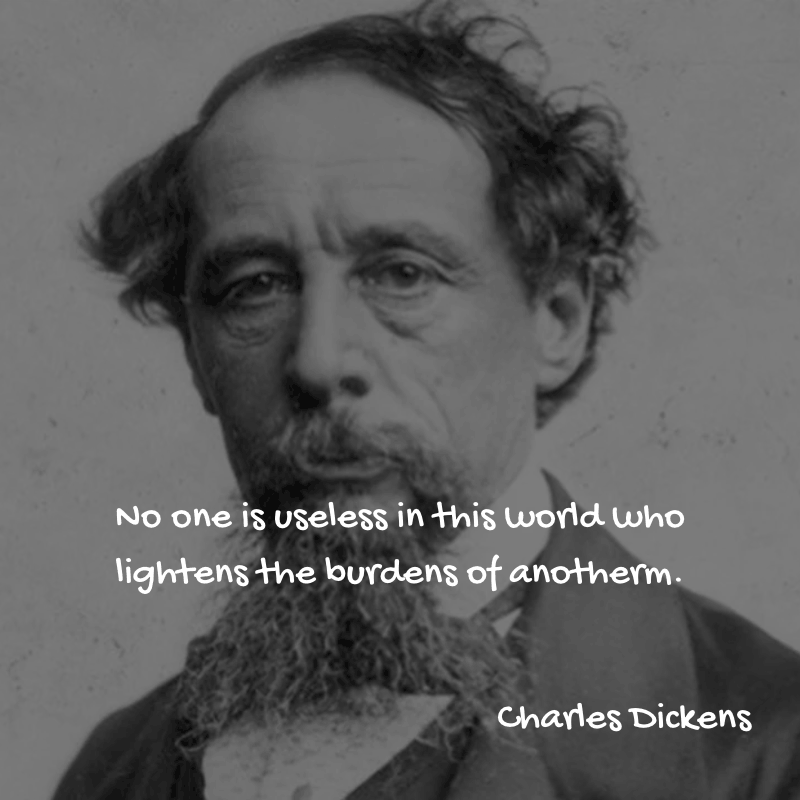 No one is useless in this world who
lightens the burdens of anotherm.
Charles Dickens